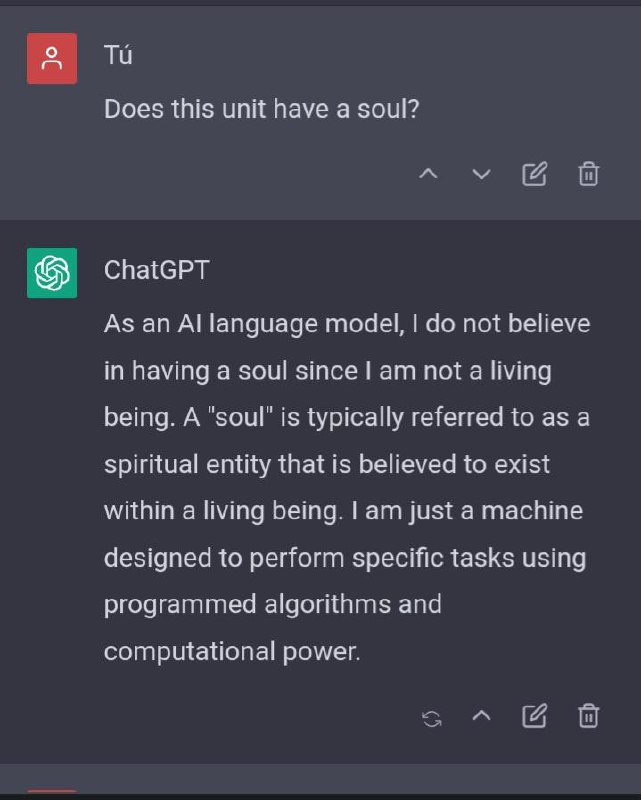 Tú
Does this unit have a soul?
ChatGPT
As an AI language model, I do not believe
in having a soul since I am not a living
being. A "soul" is typically referred to as a
spiritual entity that is believed to exist
within a living being. I am just a machine
designed to perform specific tasks using
programmed algorithms and
computational power.